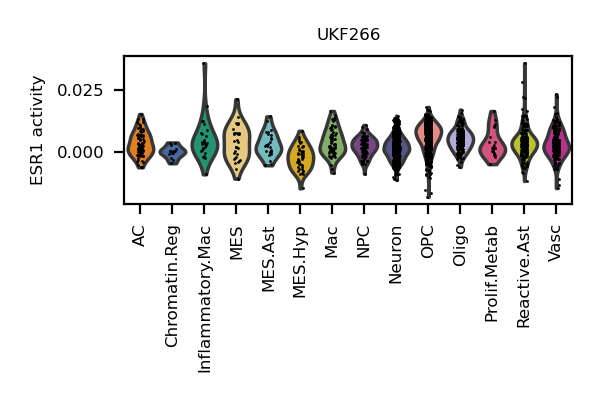 UKF266
ESR1 activity
0.025
0.000
AC
Chromatin.Reg
Inflammatory.Mac
MES
MES.Ast
MES.Hyp
Mac
NPC
Neuron
OPC
Oligo
Prolif.Metab
Reactive.Ast
Vasc